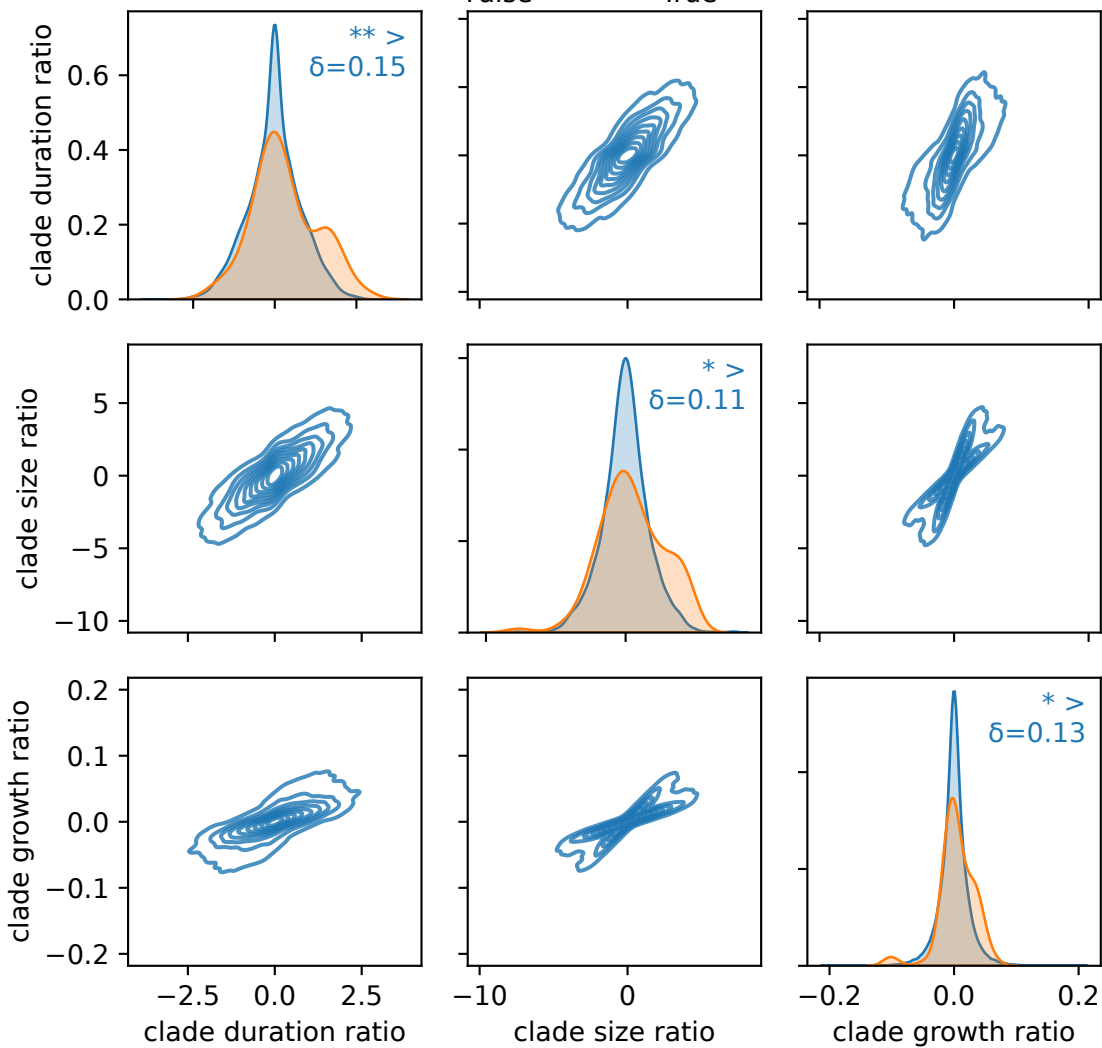 False True
clade duration ratio
0.6
0.4
0.2
0.0
** >
δ=0.15
clade size ratio
5
0
−5
−10
* >
δ=0.11
clade growth ratio
0.2
0.1
0.0
−0.1
−0.2
* >
δ=0.13
−2.5 0.0 2.5
−10 0
−0.2 0.0 0.2
clade duration ratio
clade size ratio
clade growth ratio